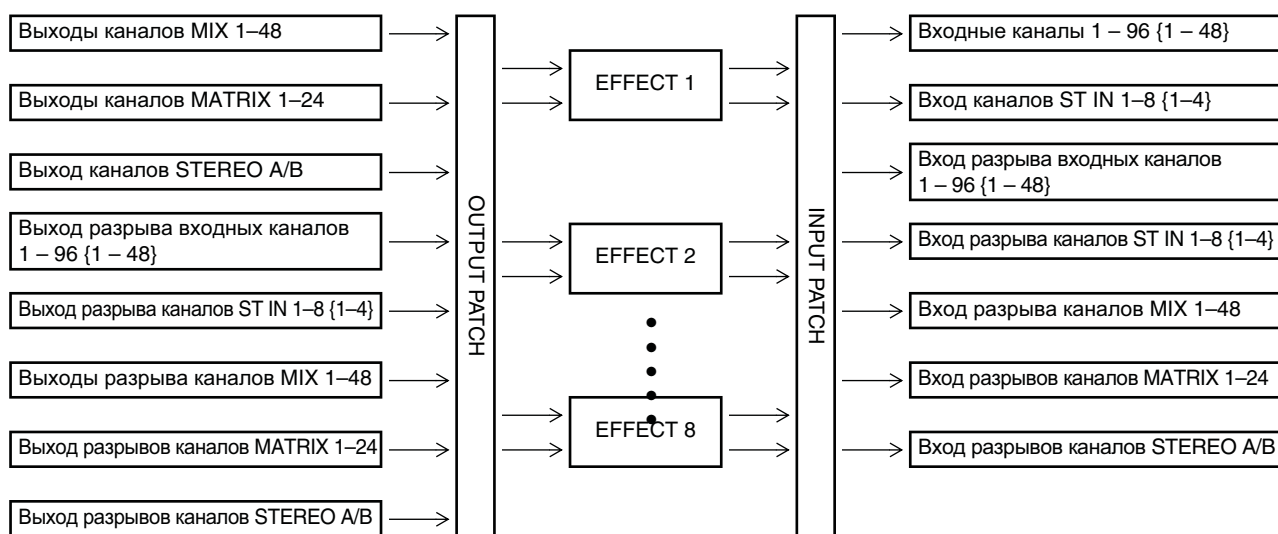 Выходы каналов MIX 1–48
Выходы каналов MATRIX 1–24
Выход каналов STEREO A/B
Выход разрыва входных каналов
1 – 96 {1 – 48}
Выход разрыва каналов ST IN 1–8 {1–4}
Выходы разрыва каналов MIX 1–48
Выход разрывов каналов MATRIX 1–24
Выход разрывов каналов STEREO A/B
OUTPUT PATCH
EFFECT 1
EFFECT 2
EFFECT 8
INPUT PATCH
Входные каналы 1 – 96 {1 – 48}
Вход каналов ST IN 1–8 {1–4}
Вход разрыва входных каналов
1 – 96 {1 – 48}
Вход разрыва каналов ST IN 1–8 {1–4}
Вход разрыва каналов MIX 1–48
Вход разрывов каналов MATRIX 1–24
Вход разрывов каналов STEREO A/B